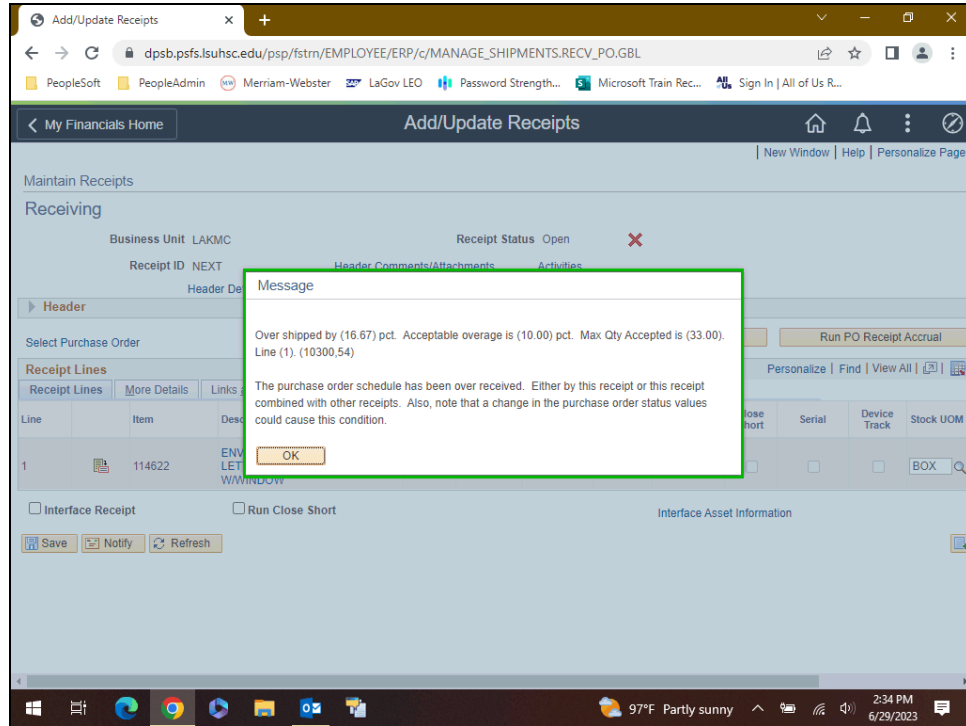 Add/Update Receipts
dpsb.psfs.lsuhsc.edu/psp/fstrn/EMPLOYEE/ERP/c/MANAGE_SHIPMENTS.RECV_PO.GBL
PeopleSoft PeopleAdmin MW Merriam-Webster SAP LaGov LEO Password Strength... S Microsoft Train Rec... All of Us Sign In | All of Us R...
My Financials Home Add/Update Receipts
New Window | Help | Personalize Page
Maintain Receipts
Receiving
Business Unit LAKMC Receipt Status Open
Receipt ID NEXT Header Comments/Attachments Activities
Header De
Header
Select Purchase Order Run PO Receipt Accrual
Receipt Lines Personalize | Find | View All |
Receipt Lines More Details Links
Line Item Serial Device Track Stock UOM
1 114622 BOX
W/WINDOW
Message
Over shipped by (16.67) pct. Acceptable overage is (10.00) pct. Max Qty Accepted is (33.00).
Line (1). (10300,54)
The purchase order schedule has been over received. Either by this receipt or this receipt
combined with other receipts. Also, note that a change in the purchase order status values
could cause this condition.
OK
Interface Receipt Run Close Short Interface Asset Information
Save Notify Refresh
97°F Partly sunny 2:34 PM
6/29/2023